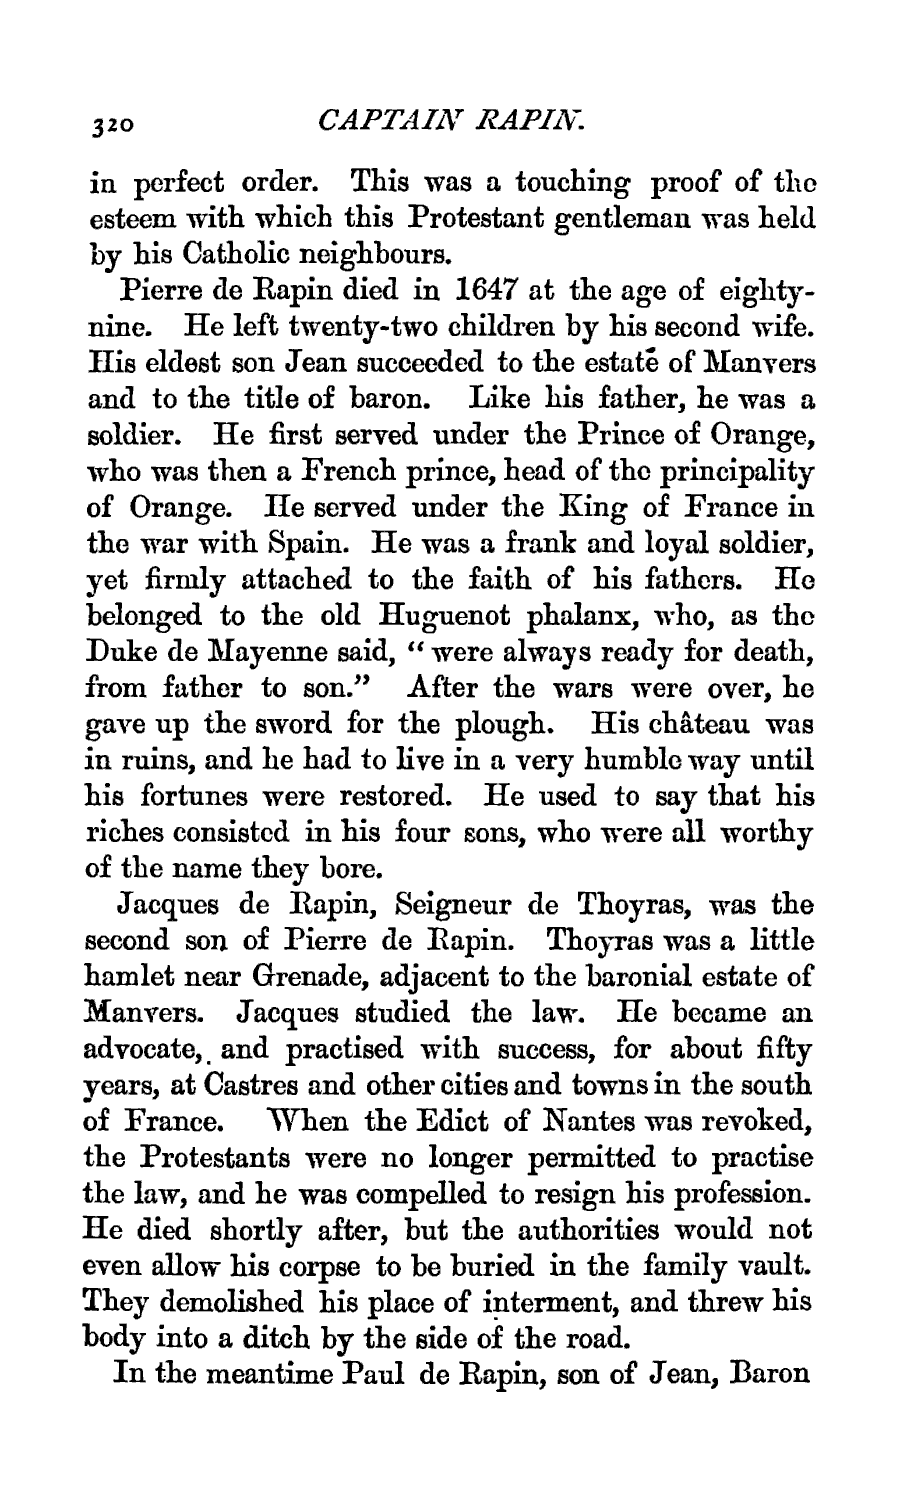 320 CAPTAIN RAPIN.
in perfect order. This was a touching proof of the
esteem with which this Protestant gentleman was held
by his Catholic neighbours.
Pierre de Rapin died in 1647 at the age of eighty-
nine. He left twenty-two children by his second wife.
His eldest son Jean succeeded to the estate of Manvers
and to the title of baron. Like his father, he was a
soldier. He first served under the Prince of Orange,
who was then a French prince, head of the principality
of Orange. He served under the King of France in
the war with Spain. He was a frank and loyal soldier,
yet firmly attached to the faith of his fathers. He
belonged to the old Huguenot phalanx, who, as the
Duke de Mayenne said, “were always ready for death,
from father to son.” After the wars were over, he
gave up the sword for the plough. His château was
in ruins, and he had to live in a very humble way until
his fortunes were restored. He used to say that his
riches consisted in his four sons, who were all worthy
of the name they bore.
Jacques de Rapin, Seigneur de Thoyras, was the
second son of Pierre de Rapin. Thoyras was a little
hamlet near Grenade, adjacent to the baronial estate of
Manvers. Jacques studied the law. He became an
advocate, and practised with success, for about fifty
years, at Castres and other cities and towns in the south
of France. When the Edict of Nantes was revoked,
the Protestants were no longer permitted to practise
the law, and he was compelled to resign his profession.
He died shortly after, but the authorities would not
even allow his corpse to be buried in the family vault.
They demolished his place of interment, and threw his
body into a ditch by the side of the road.
In the meantime Paul de Rapin, son of Jean, Baron